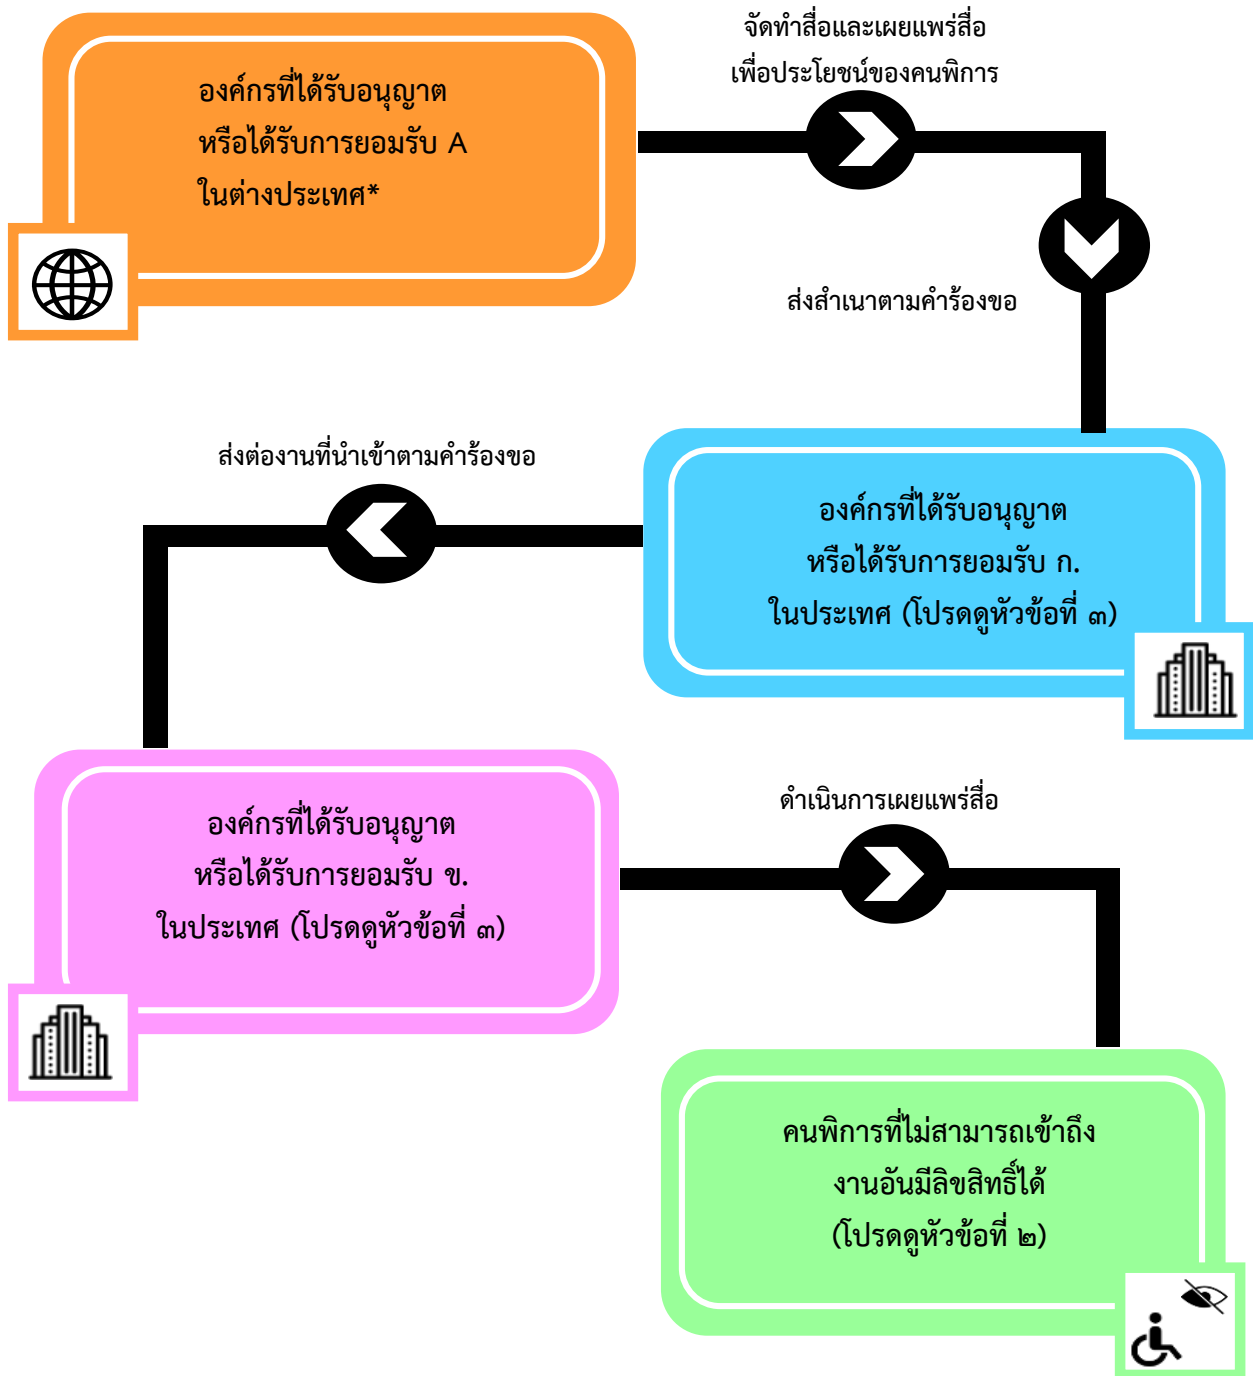 จัดทำสื่อและเผยแพร่สื่อ
เพื่อประโยชน์ของคนพิการ
องค์กรที่ได้รับอนุญาต
หรือได้รับการยอมรับ A
ในต่างประเทศ*
ส่งสำเนาตามคำร้องขอ
ส่งต่องานที่นำเข้าตามคำร้องขอ
องค์กรที่ได้รับอนุญาต
หรือได้รับการยอมรับ ก.
ในประเทศ (โปรดดูหัวข้อที่ ๓)
องค์กรที่ได้รับอนุญาต
หรือได้รับการยอมรับ ข.
ในประเทศ (โปรดดูหัวข้อที่ ๓)
ดำเนินการเผยแพร่สื่อ
คนพิการที่ไม่สามารถเข้าถึง
งานอันมีลิขสิทธิ์ได้
(โปรดดูหัวข้อที่ ๒)